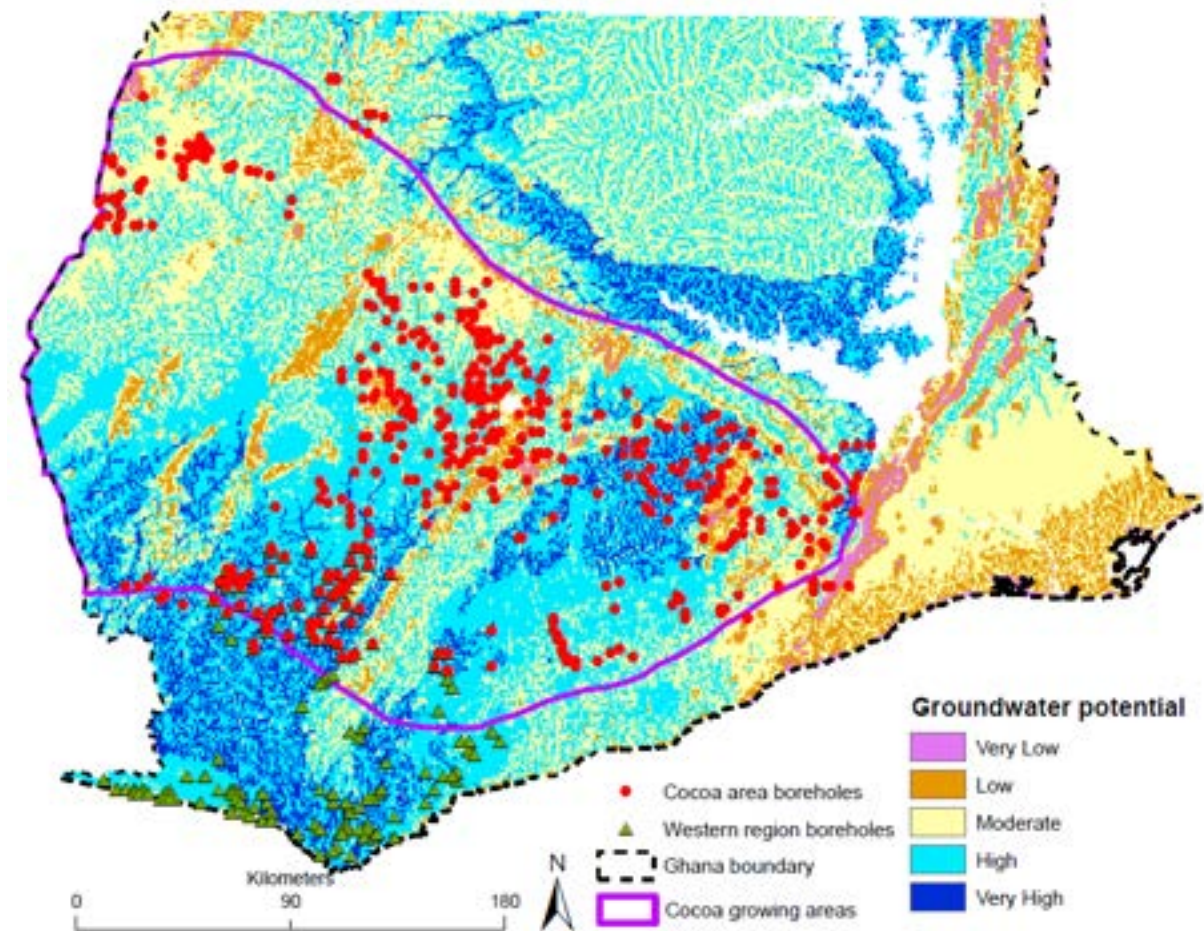 Groundwater potential
Very Low
Low
Moderate
High
Very High
Cocoa area boreholes
Western region boreholes
Ghana boundary
Cocoa growing areas
N
Kilometers
0 90 180